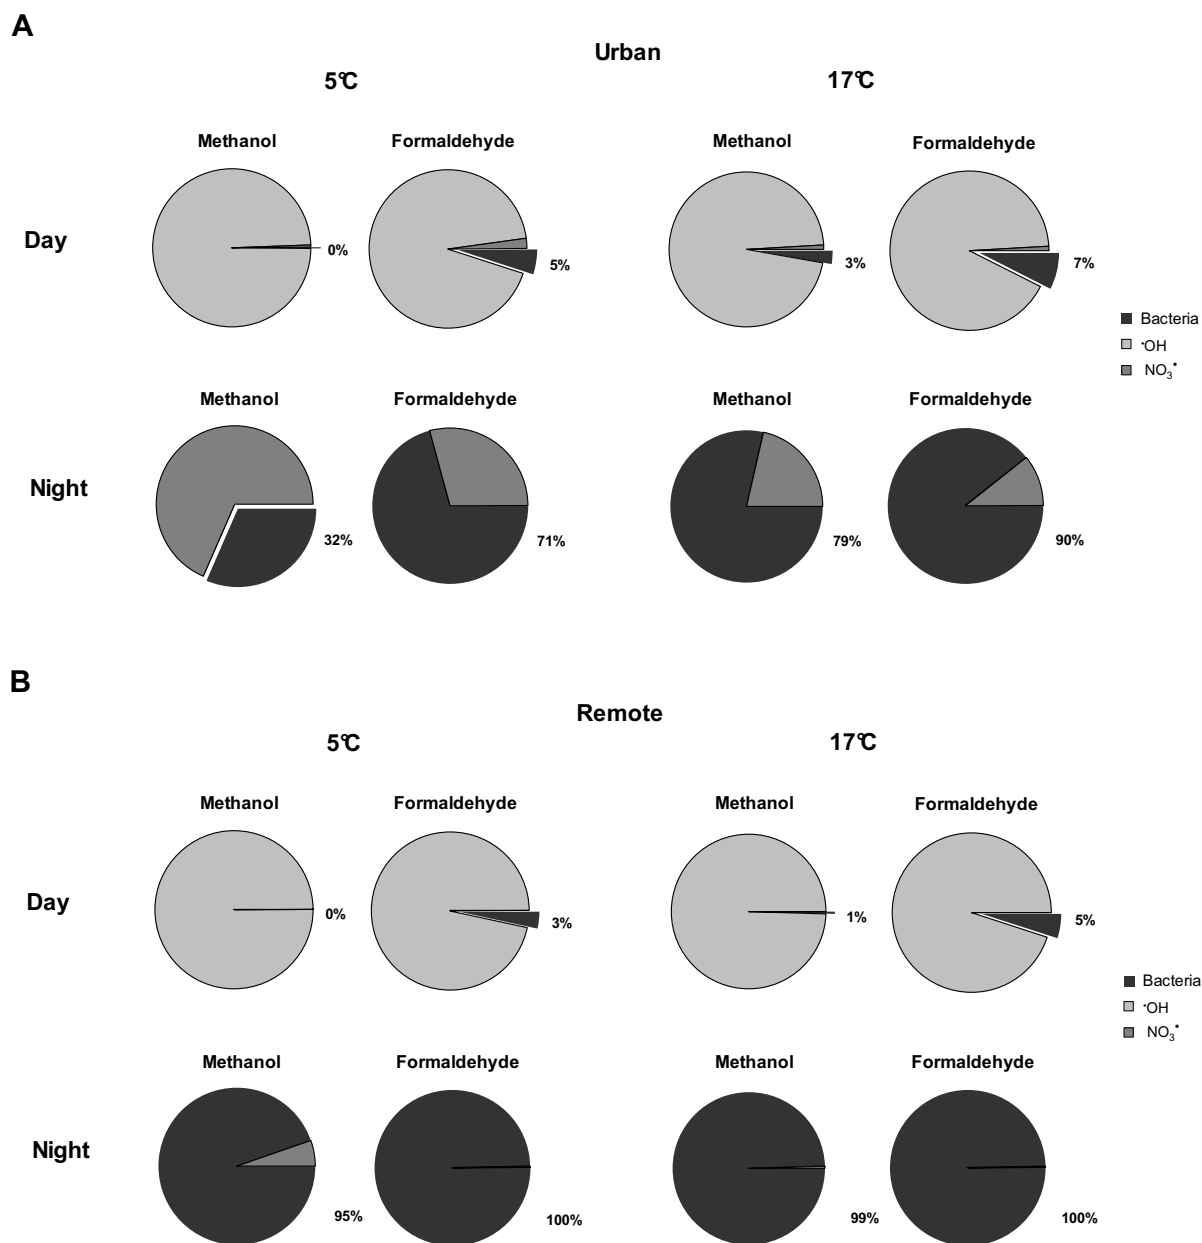 A
Urban
5°C 17°C
Methanol Formaldehyde Methanol Formaldehyde
Day
0% 5% 3% 7%
Bacteria
•OH
NO3•
Methanol Formaldehyde Methanol Formaldehyde
Night
32% 71% 79% 90%
B
Remote
5°C 17°C
Methanol Formaldehyde Methanol Formaldehyde
Day
0% 3% 1% 5%
Bacteria
•OH
NO3•
Methanol Formaldehyde Methanol Formaldehyde
Night
95% 100% 99% 100%